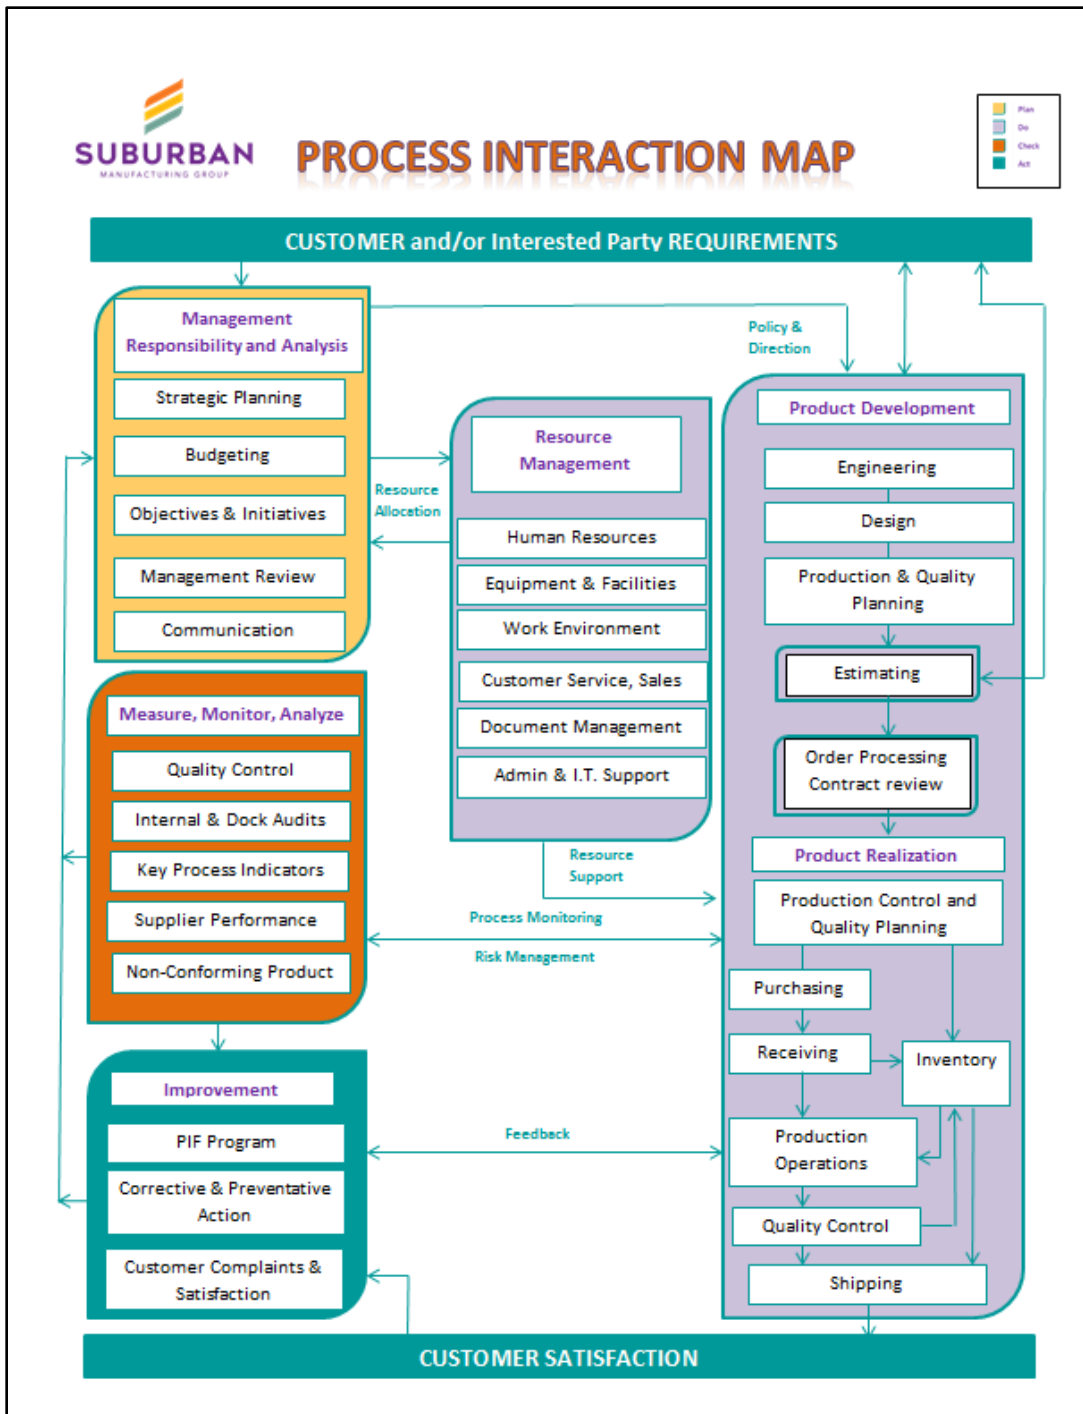 SUBURBAN
MANUFACTURING GROUP
PROCESS INTERACTION MAP
Plan
Do
Check
Act
CUSTOMER and/or Interested Party REQUIREMENTS
Management
Responsibility and Analysis
Strategic Planning
Budgeting
Objectives & Initiatives
Management Review
Communication
Policy &
Direction
Resource
Allocation
Resource
Management
Human Resources
Equipment & Facilities
Work Environment
Customer Service, Sales
Document Management
Admin & I.T. Support
Resource
Support
Product Development
Engineering
Design
Production & Quality
Planning
Estimating
Order Processing
Contract review
Product Realization
Production Control and
Quality Planning
Purchasing
Receiving
Inventory
Production
Operations
Quality Control
Shipping
Measure, Monitor, Analyze
Quality Control
Internal & Dock Audits
Key Process Indicators
Supplier Performance
Non-Conforming Product
Process Monitoring
Risk Management
Improvement
PIF Program
Corrective & Preventative
Action
Customer Complaints &
Satisfaction
Feedback
CUSTOMER SATISFACTION